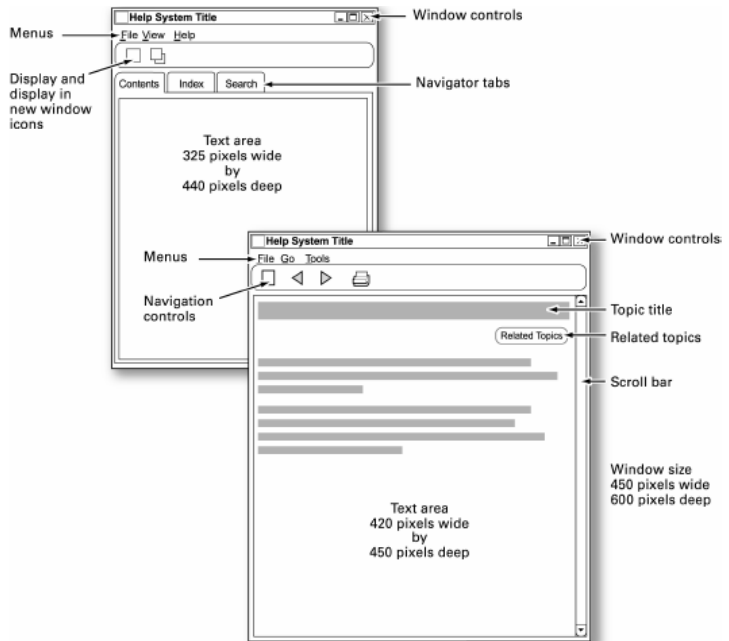 Help System Title
Window controls
Menus
File View Help
Display and
display in
new window
icons
Contents Index Search
Navigator tabs
Text area
325 pixels wide
by
440 pixels deep
Help System Title
Window controls
Menus
File Go Tools
Navigation
controls
Topic title
Related Topics
Related topics
Scroll bar
Window size
450 pixels wide
600 pixels deep
Text area
420 pixels wide
by
450 pixels deep